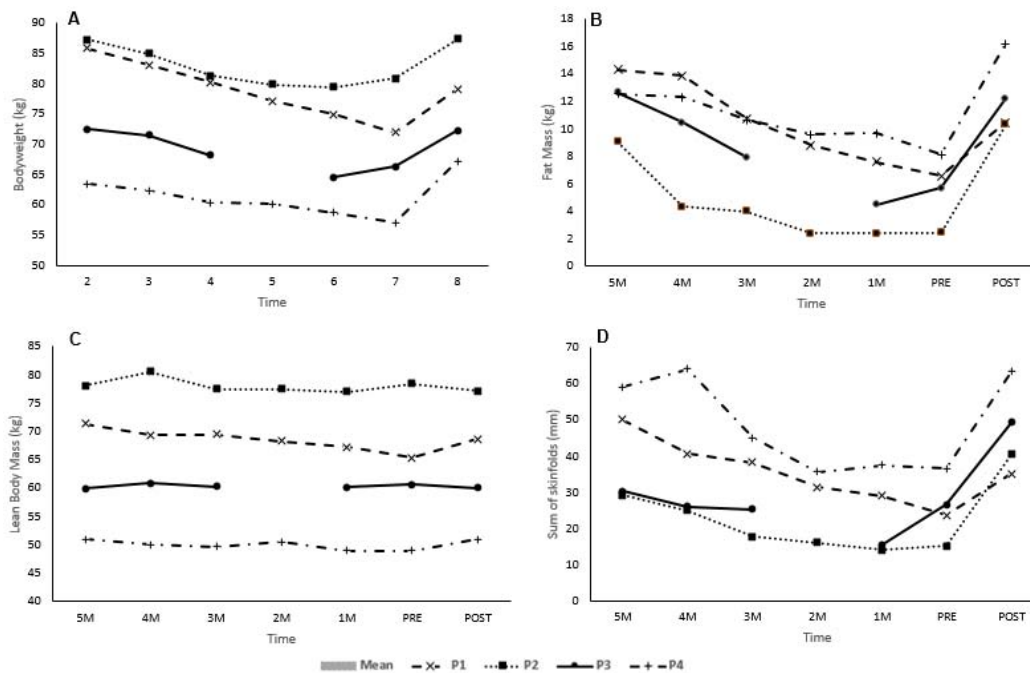 A
Bodyweight (kg)
90
85
80
75
70
65
60
55
50
2 3 4 5 6 7 8
Time
B
Fat Mass (kg)
18
16
14
12
10
8
6
4
2
0
5M 4M 3M 2M 1M PRE POST
Time
C
Lean Body Mass (kg)
85
80
75
70
65
60
55
50
45
40
5M 4M 3M 2M 1M PRE POST
Time
D
Sum of skinfolds (mm)
70
60
50
40
30
20
10
0
5M 4M 3M 2M 1M PRE POST
Time
Mean P1 P2 P3 P4